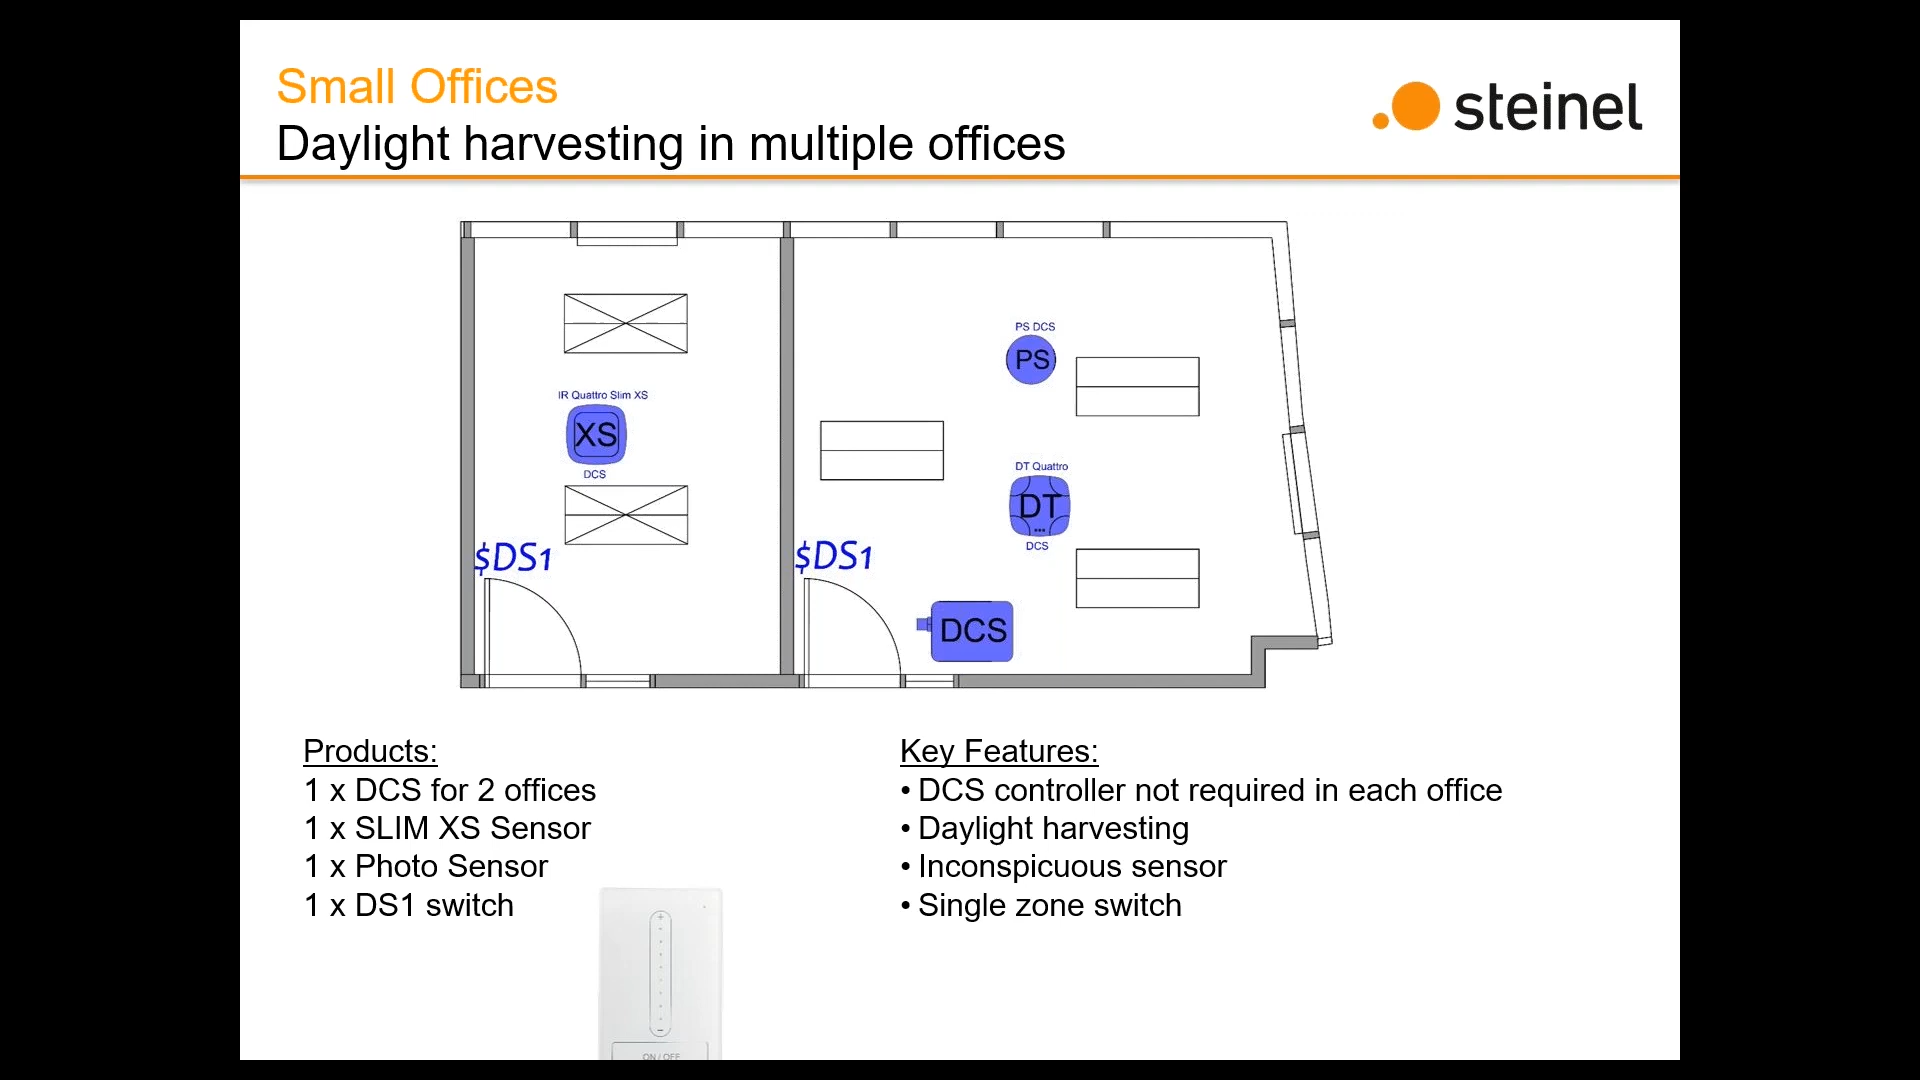 Small Offices
Daylight harvesting in multiple offices
steinel
PS DCS
PS
IR Quattro Slim XS
XS
DCS
DT Quattro
DT
DCS
$DS1
$DS1
DCS
Products:
1 x DCS for 2 offices
1 x SLIM XS Sensor
1 x Photo Sensor
1 x DS1 switch
Key Features:
• DCS controller not required in each office
• Daylight harvesting
• Inconspicuous sensor
• Single zone switch
+
−
ON / OFF